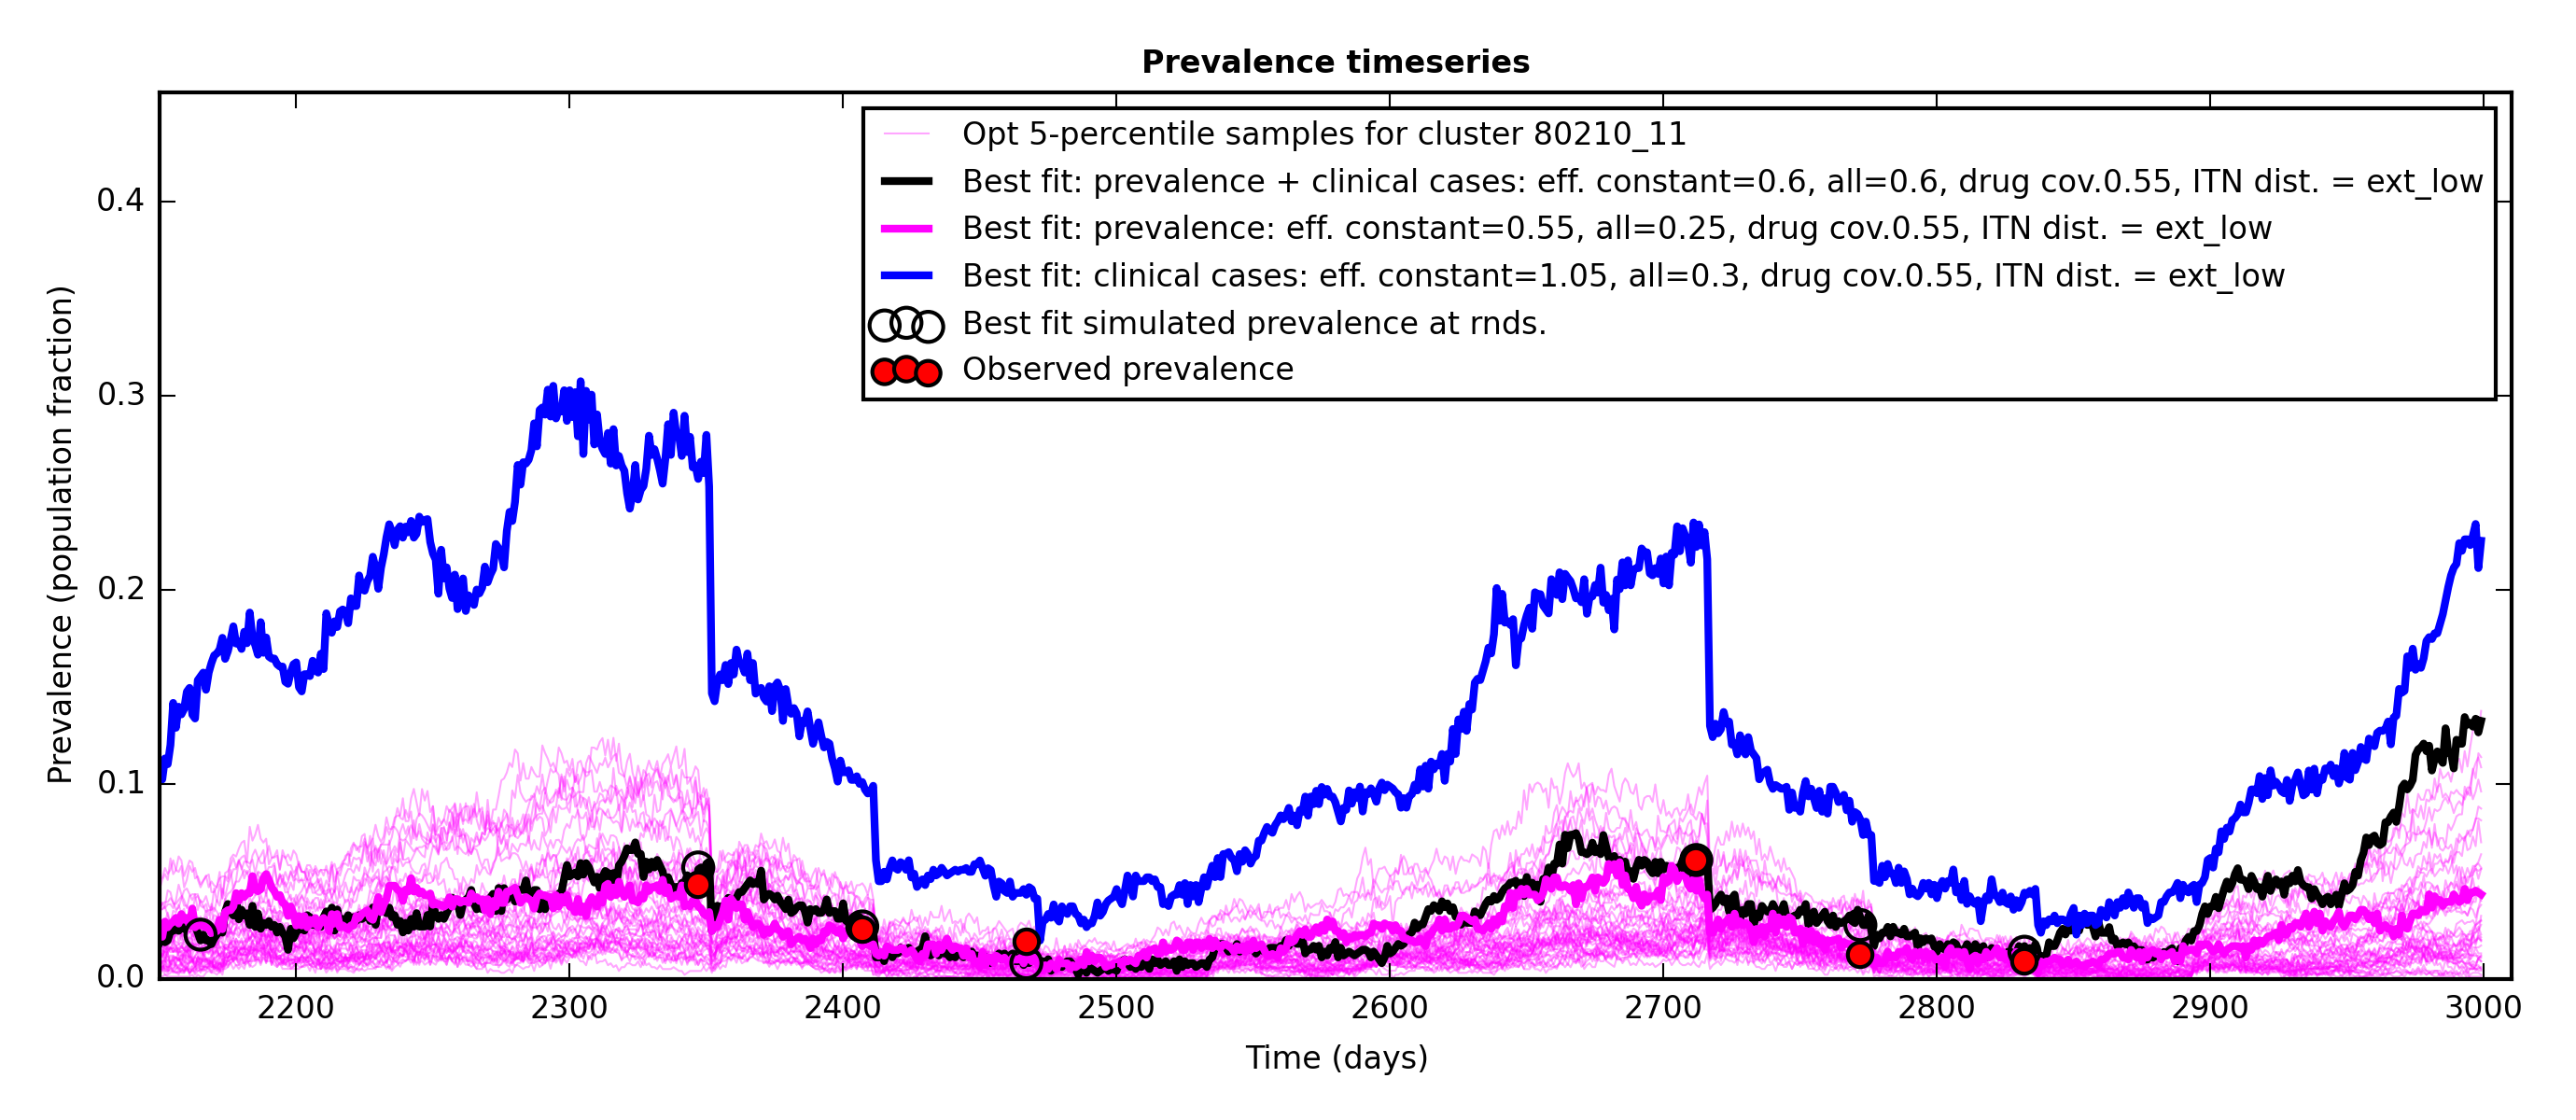 Prevalence timeseries
Opt 5-percentile samples for cluster 80210_11
Best fit: prevalence + clinical cases: eff. constant=0.6, all=0.6, drug cov.0.55, ITN dist. = ext_low
Best fit: prevalence: eff. constant=0.55, all=0.25, drug cov.0.55, ITN dist. = ext_low
Best fit: clinical cases: eff. constant=1.05, all=0.3, drug cov.0.55, ITN dist. = ext_low
Best fit simulated prevalence at rnds.
Observed prevalence
Prevalence (population fraction)
0.4
0.3
0.2
0.1
0.0
2200 2300 2400 2500 2600 2700 2800 2900 3000
Time (days)